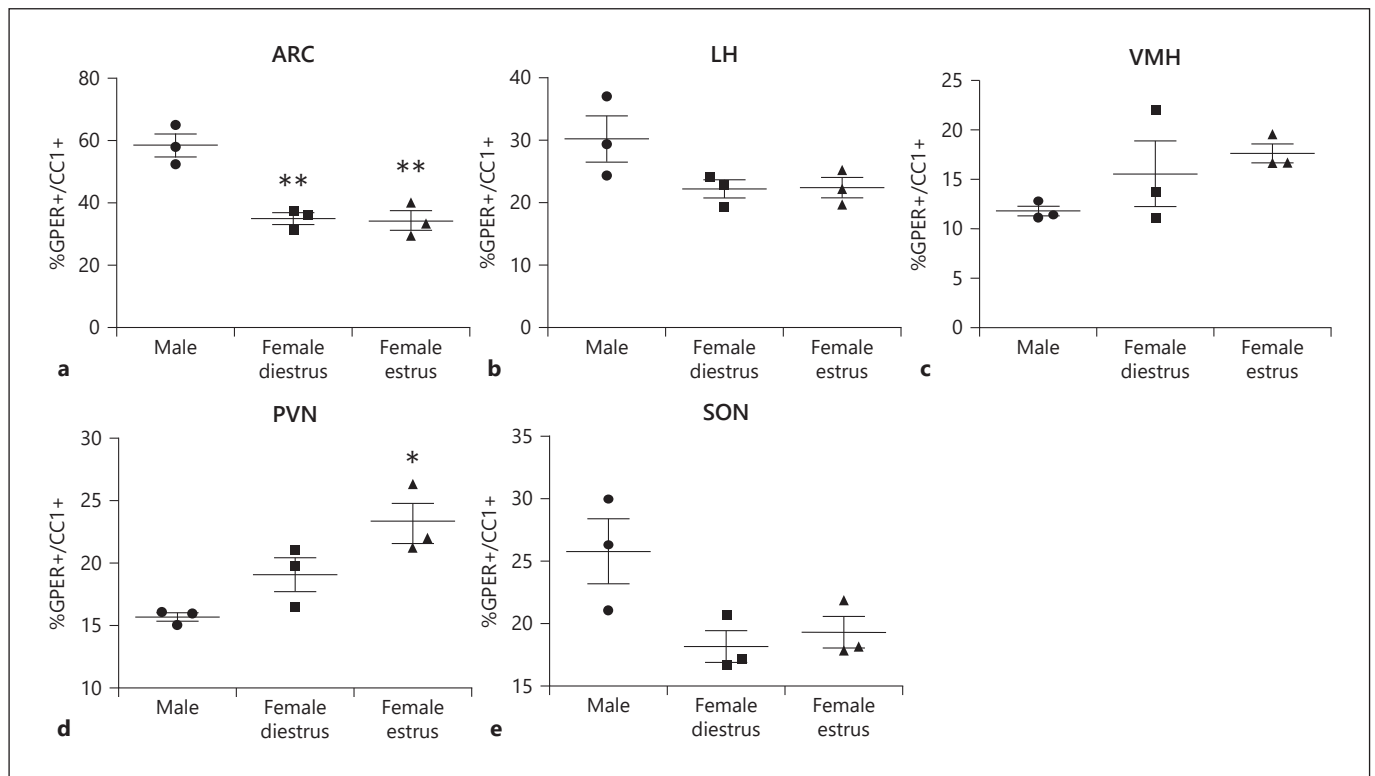 ARC
%GPER+/CC1+
80
60
40
20
0
**
**
Male
Female
diestrus
Female
estrus
a
LH
%GPER+/CC1+
40
30
20
10
0
Male
Female
diestrus
Female
estrus
b
VMH
%GPER+/CC1+
25
20
15
10
5
0
Male
Female
diestrus
Female
estrus
c
PVN
%GPER+/CC1+
30
25
20
15
10
*
Male
Female
diestrus
Female
estrus
d
SON
%GPER+/CC1+
35
30
25
20
15
Male
Female
diestrus
Female
estrus
e